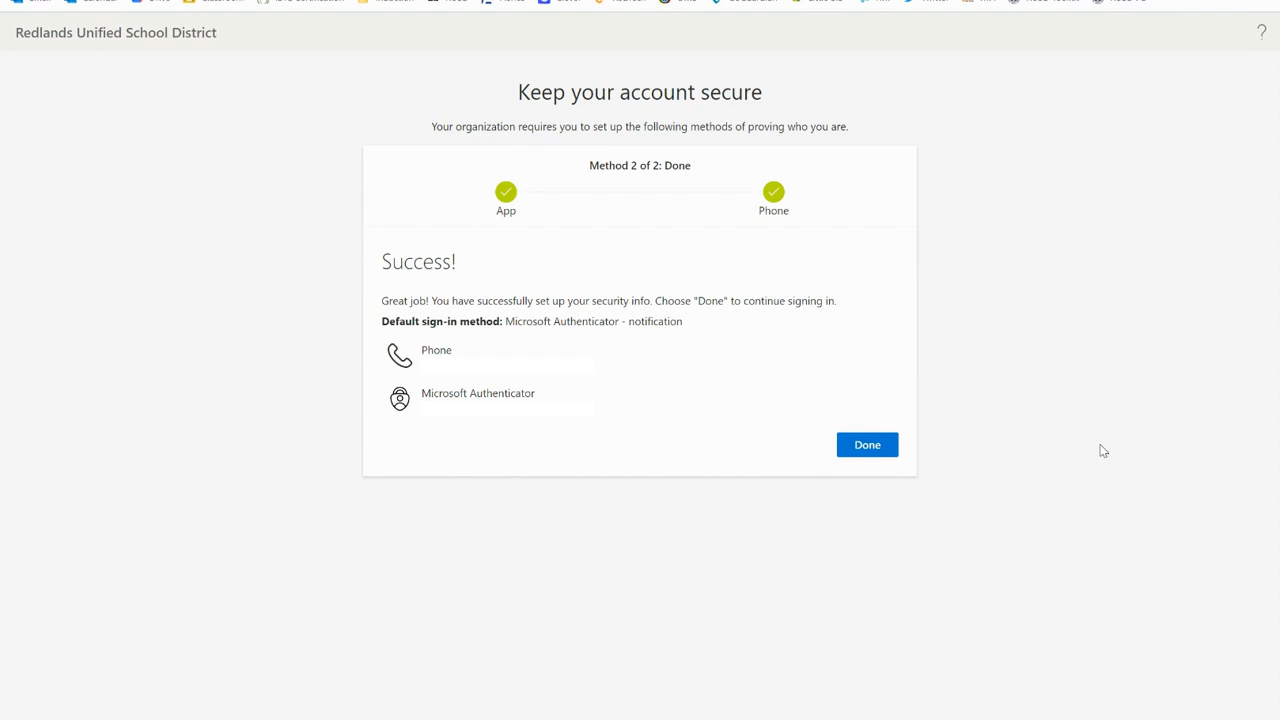 Redlands Unified School District
?
Keep your account secure
Your organization requires you to set up the following methods of proving who you are.
Method 2 of 2: Done
App
Phone
Success!
Great job! You have successfully set up your security info. Choose "Done" to continue signing in.
Default sign-in method: Microsoft Authenticator - notification
Phone
Microsoft Authenticator
Done